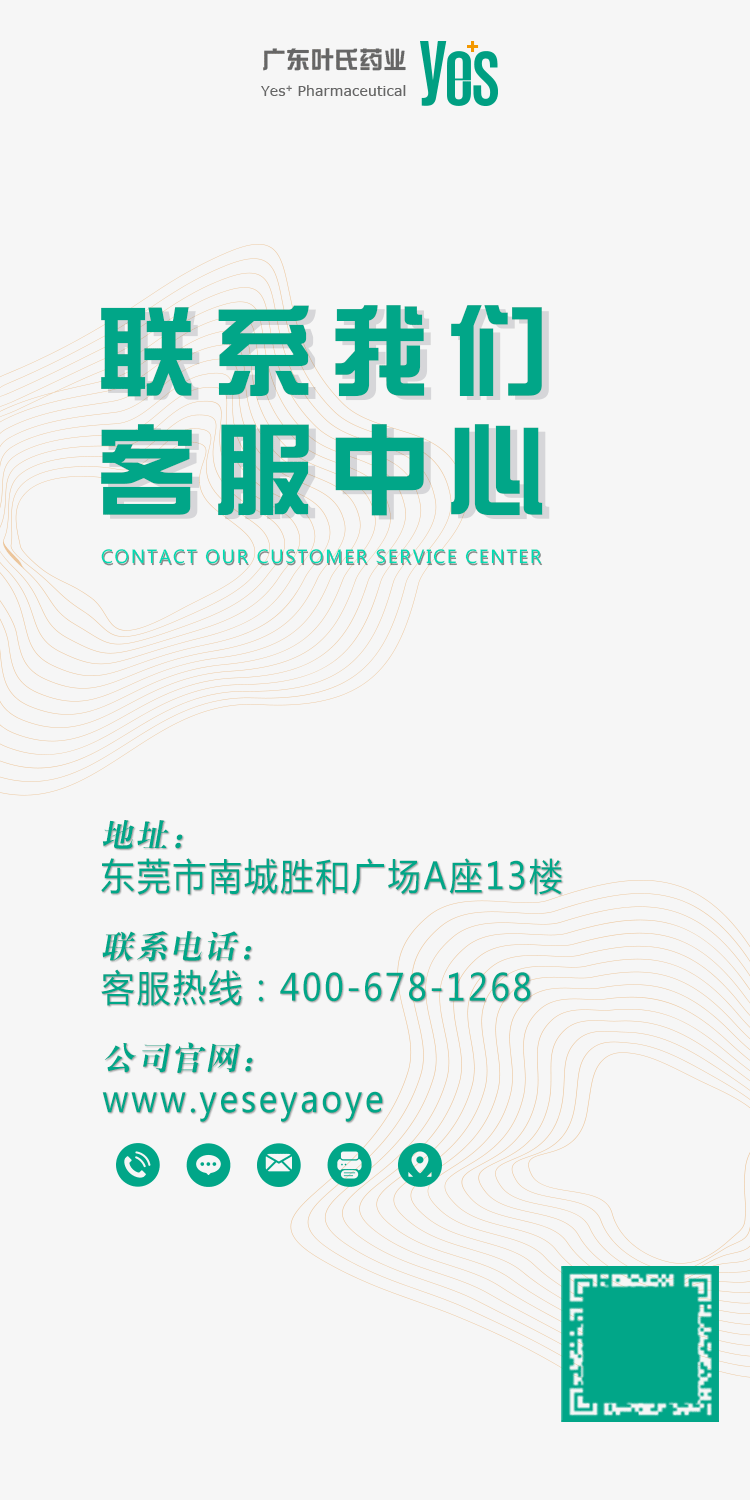 广东叶氏药业
Yes⁺ Pharmaceutical
yes+
联系我们
客服中心
CONTACT OUR CUSTOMER SERVICE CENTER
地址：
东莞市南城胜和广场A座13楼
联系电话：
客服热线：400-678-1268
公司官网：
www.yeseyaoye